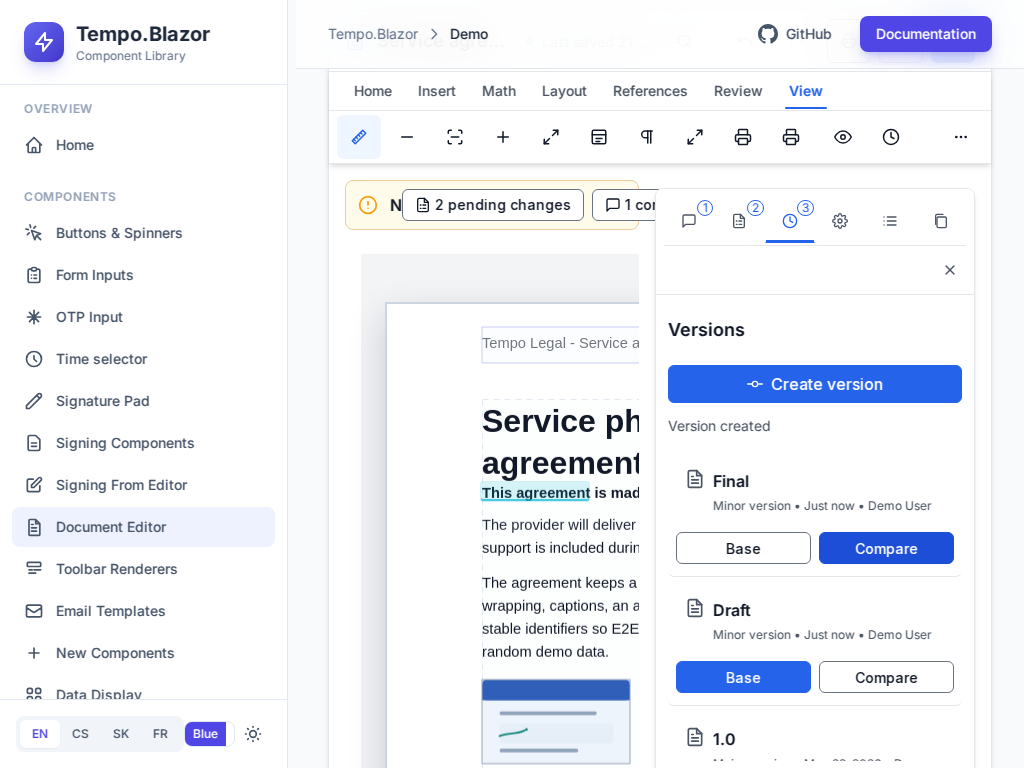 Tempo.Blazor
Component Library
OVERVIEW
Home
COMPONENTS
Buttons & Spinners
Form Inputs
OTP Input
Time selector
Signature Pad
Signing Components
Signing From Editor
Document Editor
Toolbar Renderers
Email Templates
New Components
Data Display
EN CS SK FR Blue
Tempo.Blazor > Demo
GitHub
Documentation
Home Insert Math Layout References Review View
N
2 pending changes
1 cor
1 2 3
Tempo Legal - Service a
Service ph
agreement
This agreement is mad
The provider will deliver
support is included durin
The agreement keeps a
wrapping, captions, an a
stable identifiers so E2E
random demo data.
Versions
Create version
Version created
Final
Minor version • Just now • Demo User
Base Compare
Draft
Minor version • Just now • Demo User
Base Compare
1.0